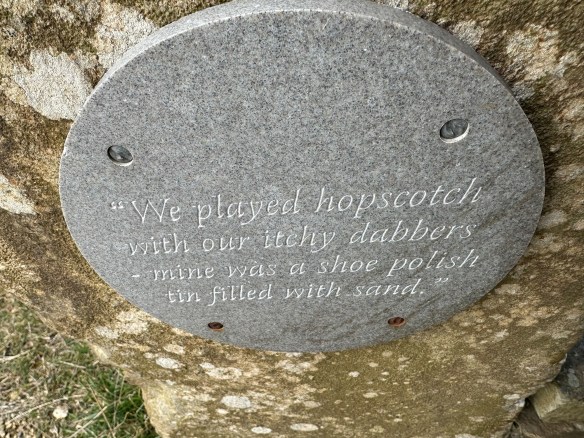 “We played hopscotch
with our itchy dabbers
- mine was a shoe polish
tin filled with sand.”